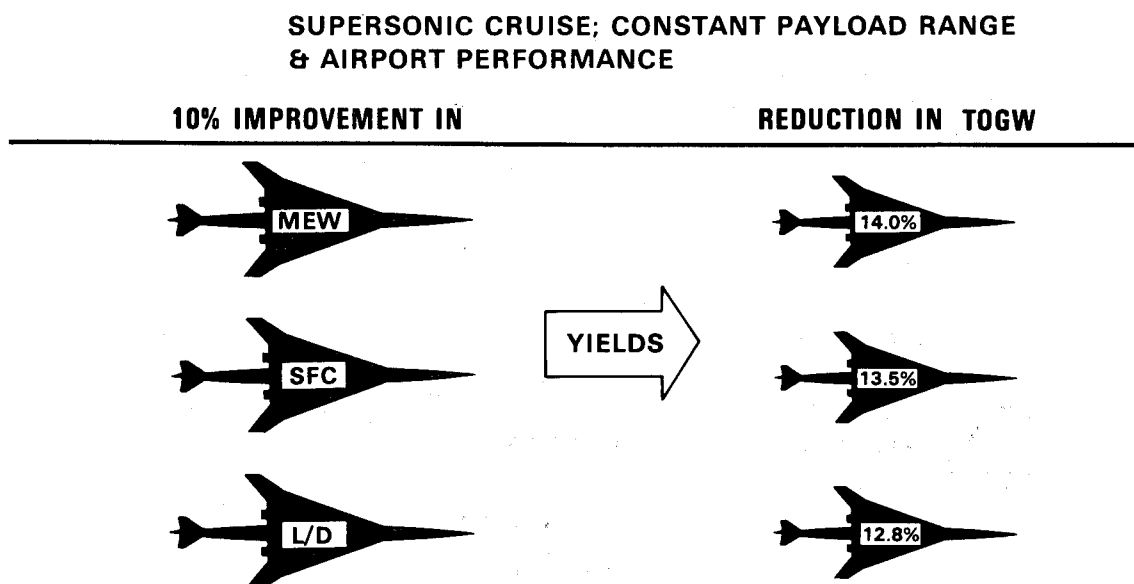 SUPERSONIC CRUISE; CONSTANT PAYLOAD RANGE
& AIRPORT PERFORMANCE
10% IMPROVEMENT IN
REDUCTION IN TOGW
MEW
14.0%
YIELDS
SFC
13.5%
L/D
12.8%